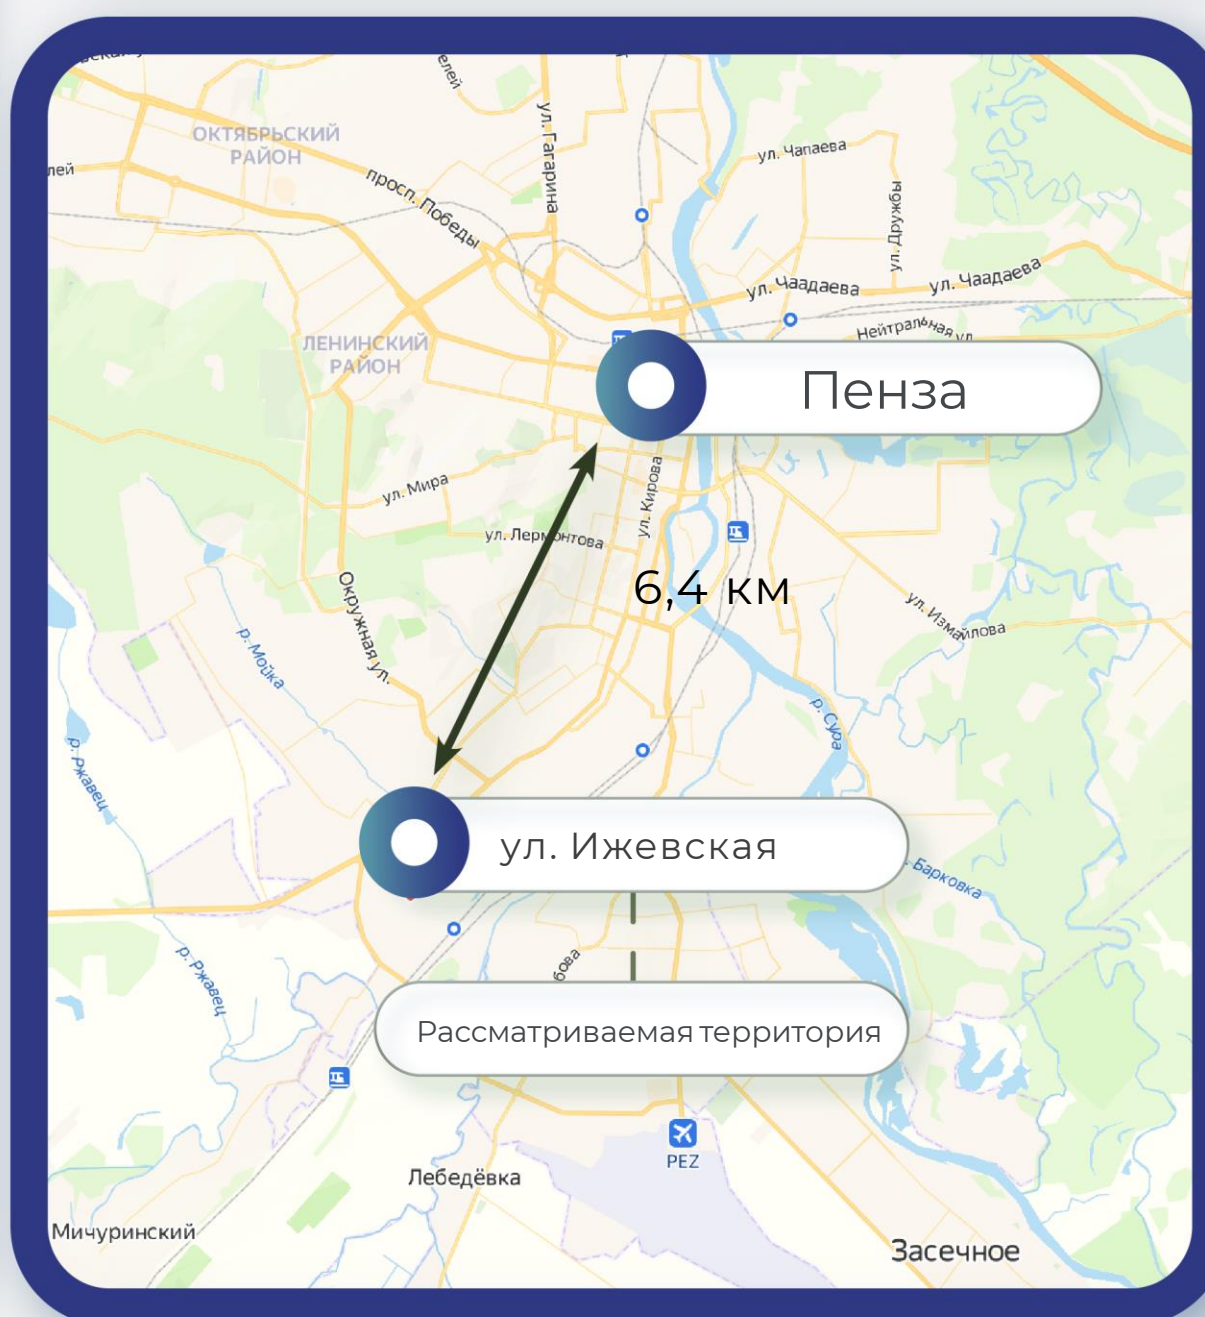 ОКТЯБРЬСКИЙ
РАЙОН
ул. Гагарина
просп. Победы
ул. Чапаева
ул. Дружбы
ул. Чаадаева
ул. Чаадаева
Нейтральная ул.
ЛЕНИНСКИЙ
РАЙОН
Пенза
ул. Мира
ул. Кирова
ул. Лермонтова
6,4 км
Окружная ул.
ул. Измайлова
р. Мойка
р. Сура
р. Ржавец
ул. Ижевская
Барковка
р. Ржавец
Рассматриваемая территория
PEZ
Лебедёвка
Мичуринский
Засечное